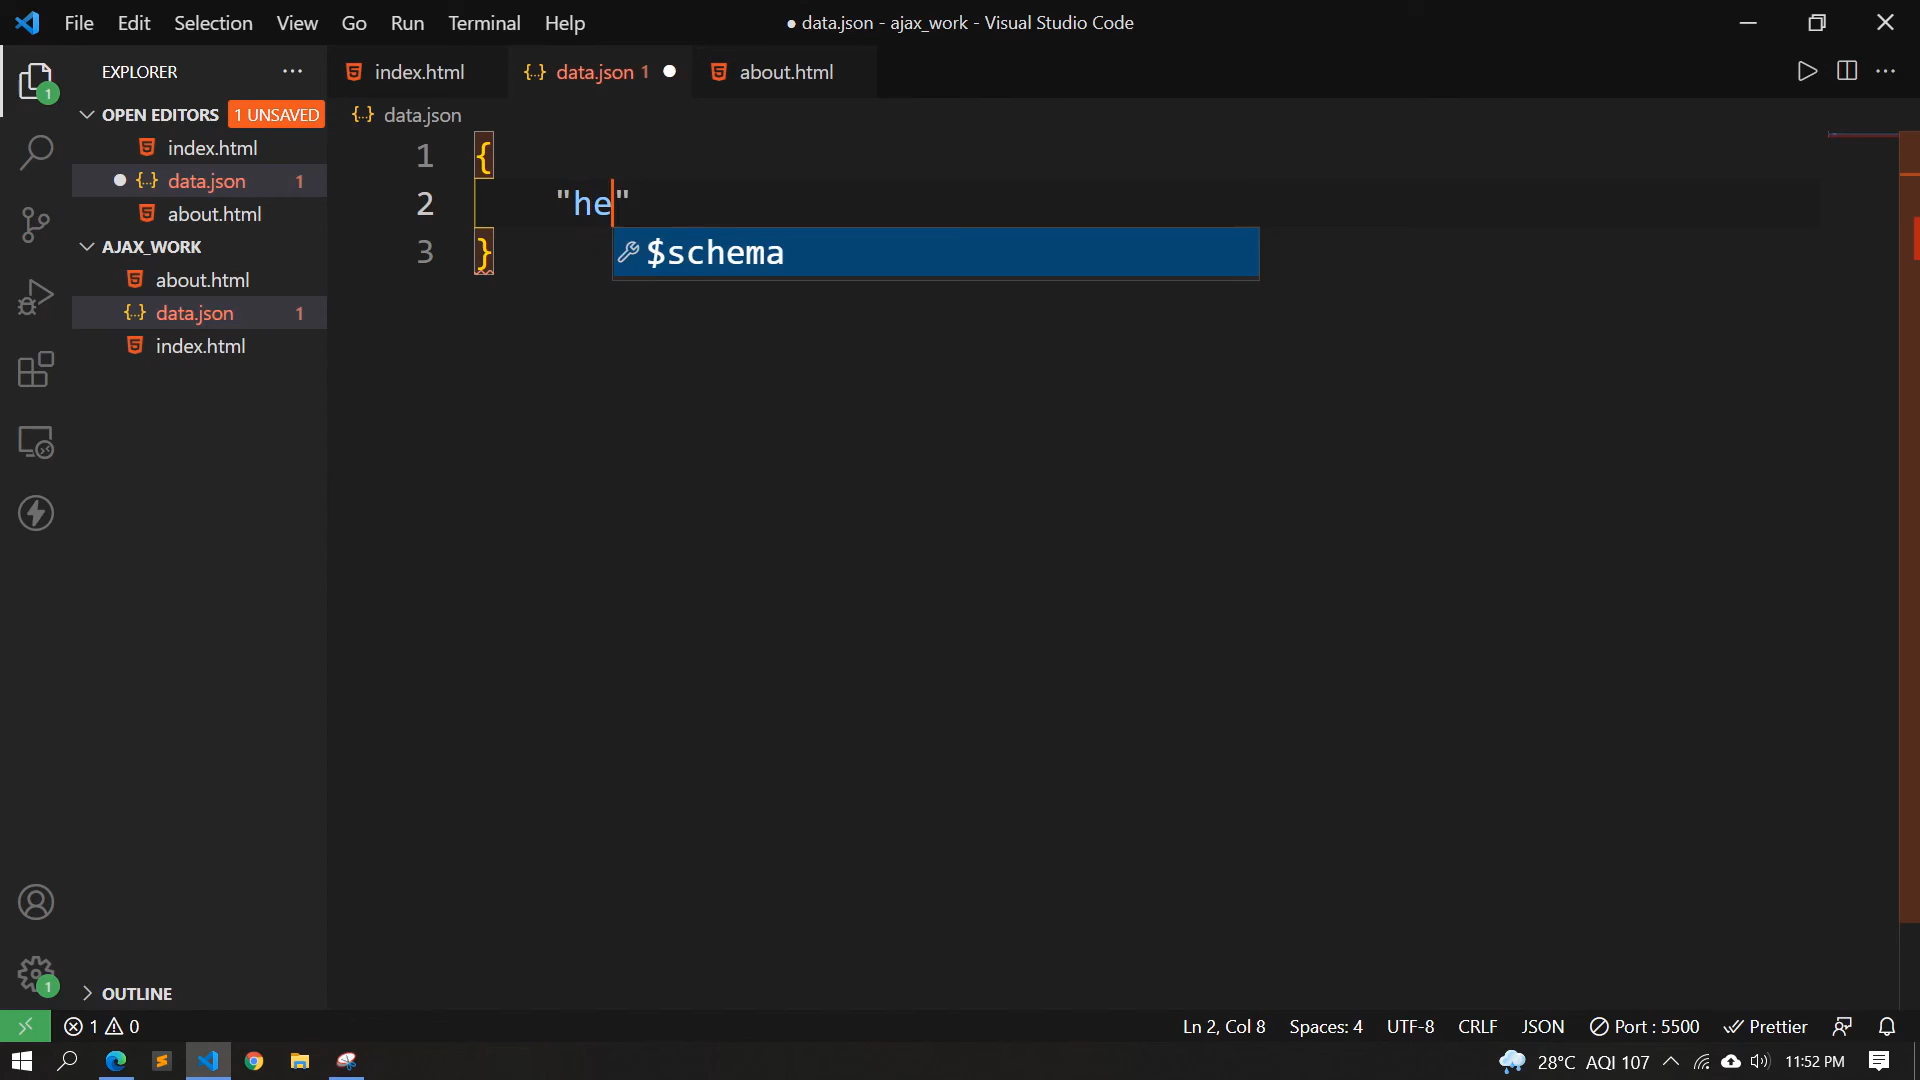 File Edit Selection View Go Run Terminal Help
● data.json - ajax_work - Visual Studio Code
EXPLORER
OPEN EDITORS 1 UNSAVED
index.html
data.json 1
about.html
AJAX_WORK
about.html
data.json 1
index.html
OUTLINE
index.html data.json 1 about.html
data.json
1 {
2 "he"
3 }
$schema
1
1
1 0
Ln 2, Col 8 Spaces: 4 UTF-8 CRLF JSON Port : 5500 Prettier
28°C AQI 107 11:52 PM